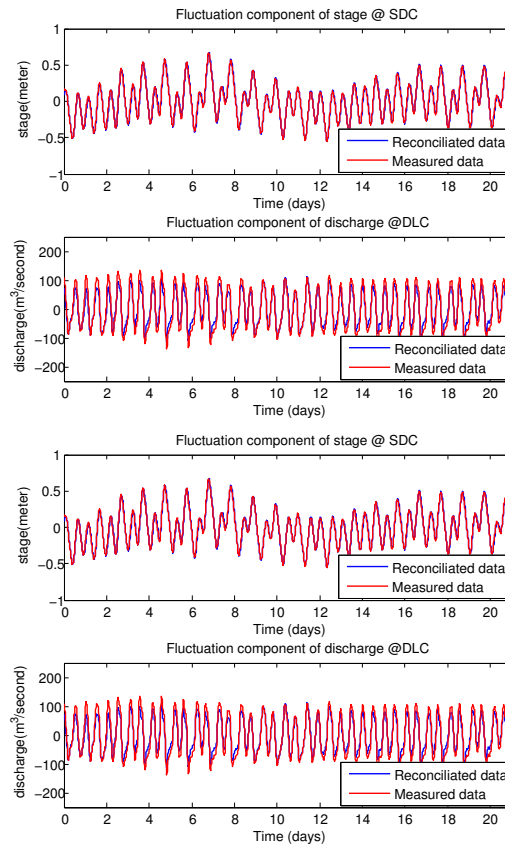 Fluctuation component of stage @ SDC
1
0.5
0
−0.5
−1
stage(meter)
0 2 4 6 8 10 12 14 16 18 20
Time (days)
Reconciliated data
Measured data
Fluctuation component of discharge @DLC
200
100
0
−100
−200
discharge(m³/second)
0 2 4 6 8 10 12 14 16 18 20
Time (days)
Reconciliated data
Measured data
Fluctuation component of stage @ SDC
1
0.5
0
−0.5
−1
stage(meter)
0 2 4 6 8 10 12 14 16 18 20
Time (days)
Reconciliated data
Measured data
Fluctuation component of discharge @DLC
200
100
0
−100
−200
discharge(m³/second)
0 2 4 6 8 10 12 14 16 18 20
Time (days)
Reconciliated data
Measured data